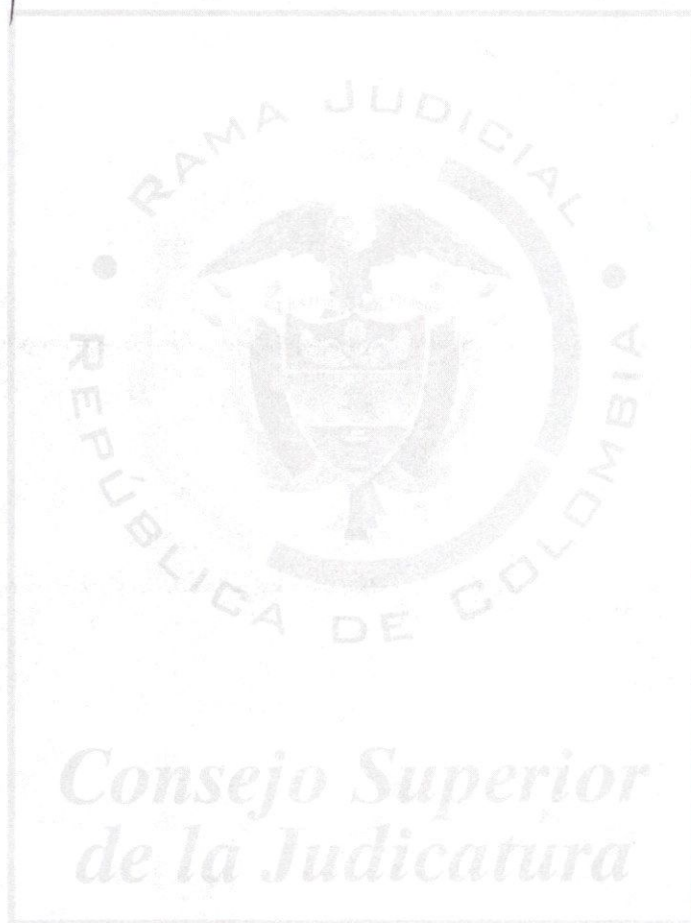 RAMA JUDICIAL
REPÚBLICA DE COLOMBIA
Consejo Superior
de la Judicatura